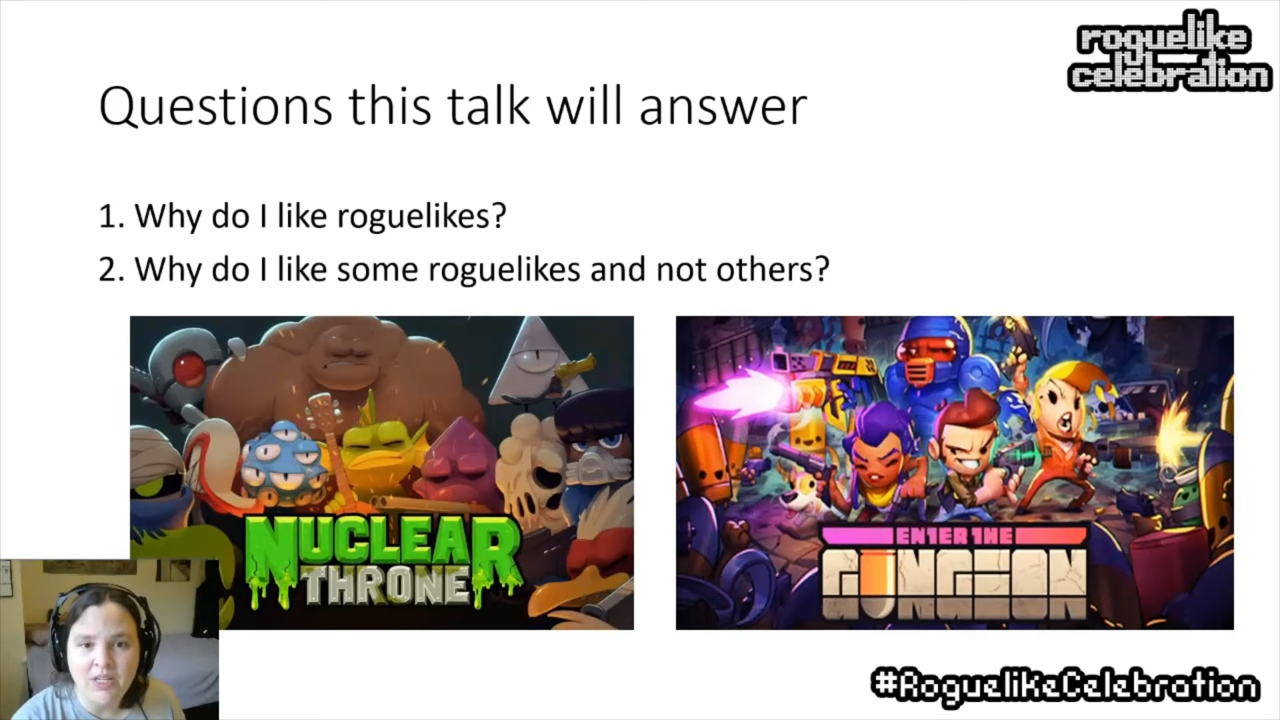 roguelike
celebration
Questions this talk will answer
1. Why do I like roguelikes?
2. Why do I like some roguelikes and not others?
NUCLEAR
THRONE
ENTER THE
GUNGEON
#RoguelikeCelebration